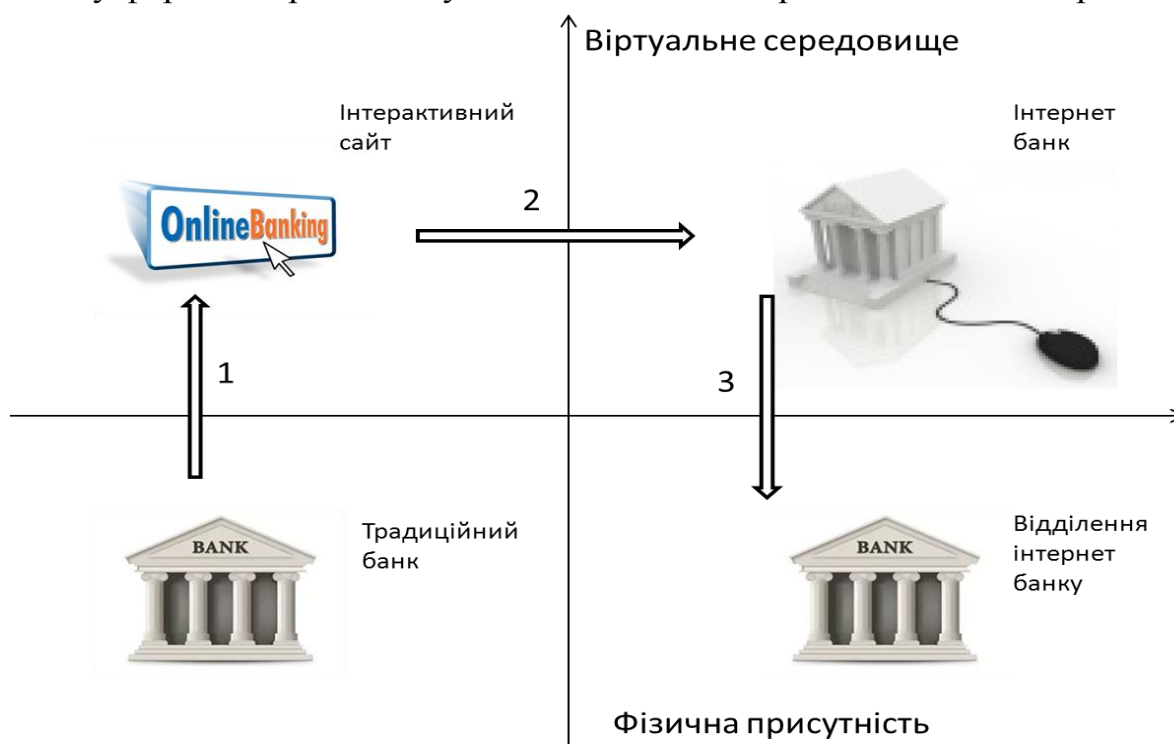 Віртуальне середовище
Інтерактивний
сайт
Інтернет
банк
2
OnlineBanking
1
3
Традиційний
банк
Відділення
інтернет
банку
BANK
BANK
Фізична присутність